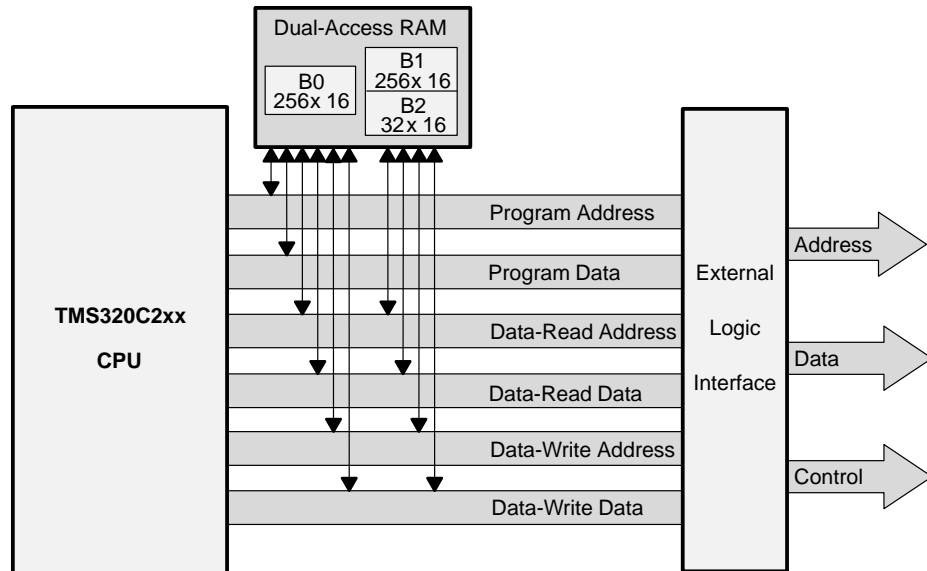 Dual-Access RAM
B0
256x 16
B1
256x 16
B2
32x 16
TMS320C2xx
CPU
Program Address
Program Data
Data-Read Address
Data-Read Data
Data-Write Address
Data-Write Data
External
Logic
Interface
Address
Data
Control